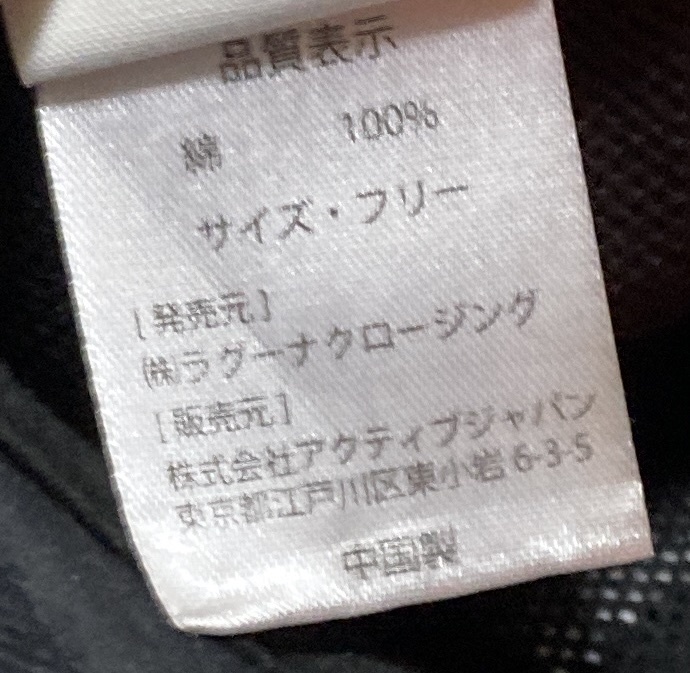 品質表示
綿 100%
サイズ・フリー
[発売元]
㈱ラグーナクロージング
[販売元]
株式会社アクティブジャパン
東京都江戸川区東小岩6-3-5
中国製